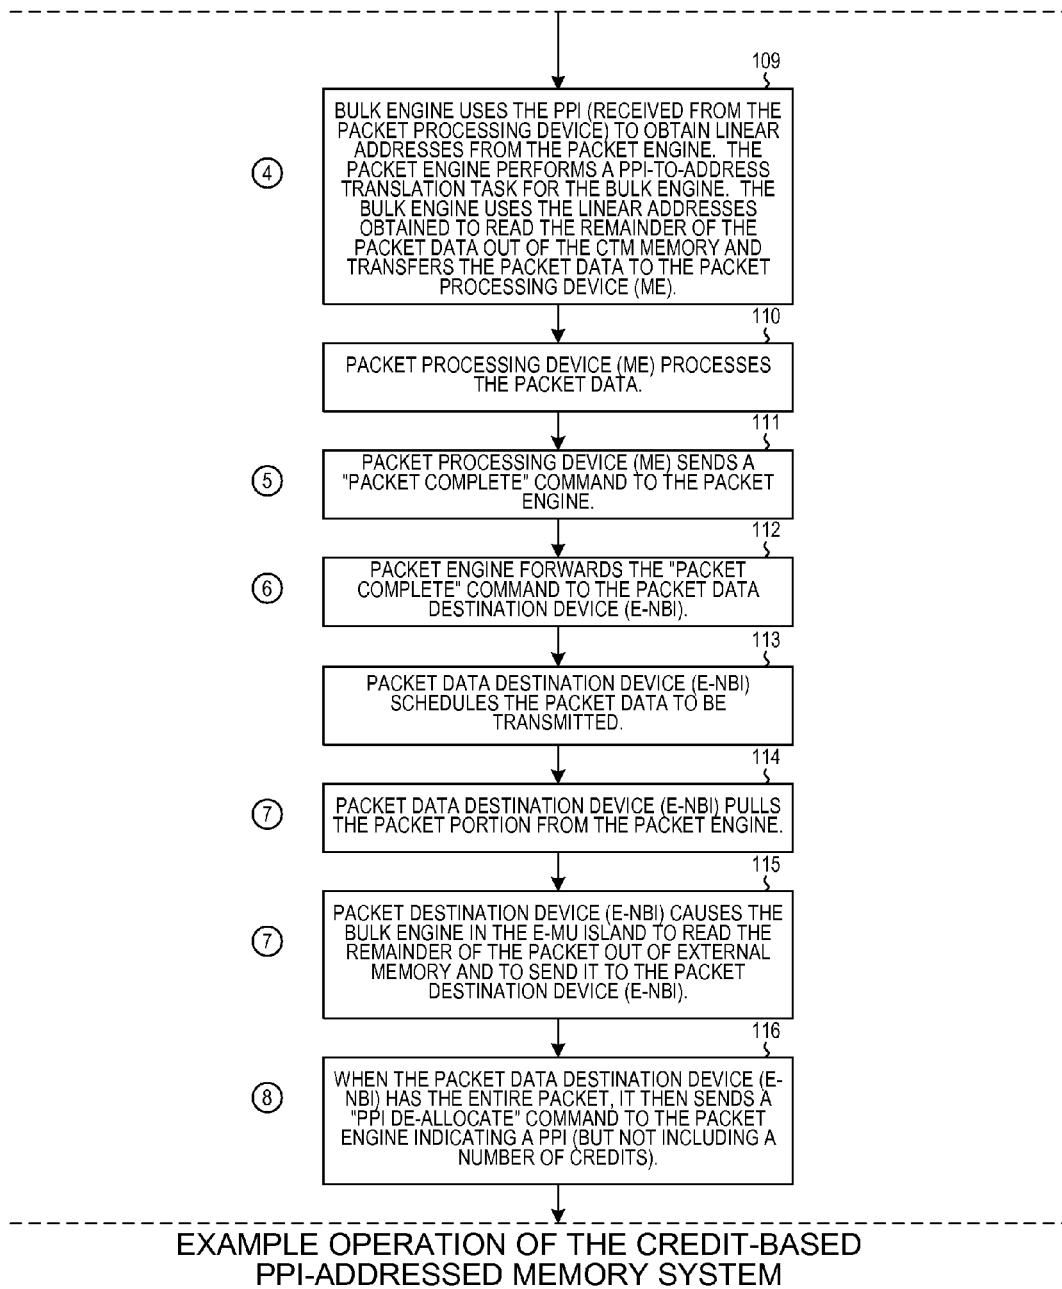 109
BULK ENGINE USES THE PPI (RECEIVED FROM THE
PACKET PROCESSING DEVICE) TO OBTAIN LINEAR
ADDRESSES FROM THE PACKET ENGINE. THE
PACKET ENGINE PERFORMS A PPI-TO-ADDRESS
TRANSLATION TASK FOR THE BULK ENGINE. THE
BULK ENGINE USES THE LINEAR ADDRESSES
OBTAINED TO READ THE REMAINDER OF THE
PACKET DATA OUT OF THE CTM MEMORY AND
TRANSFERS THE PACKET DATA TO THE PACKET
PROCESSING DEVICE (ME).
4
110
PACKET PROCESSING DEVICE (ME) PROCESSES
THE PACKET DATA.
111
PACKET PROCESSING DEVICE (ME) SENDS A
"PACKET COMPLETE" COMMAND TO THE PACKET
ENGINE.
5
112
PACKET ENGINE FORWARDS THE "PACKET
COMPLETE" COMMAND TO THE PACKET DATA
DESTINATION DEVICE (E-NBI).
6
113
PACKET DATA DESTINATION DEVICE (E-NBI)
SCHEDULES THE PACKET DATA TO BE
TRANSMITTED.
114
PACKET DATA DESTINATION DEVICE (E-NBI) PULLS
THE PACKET PORTION FROM THE PACKET ENGINE.
7
115
PACKET DESTINATION DEVICE (E-NBI) CAUSES THE
BULK ENGINE IN THE E-MU ISLAND TO READ THE
REMAINDER OF THE PACKET OUT OF EXTERNAL
MEMORY AND TO SEND IT TO THE PACKET
DESTINATION DEVICE (E-NBI).
7
116
WHEN THE PACKET DATA DESTINATION DEVICE (E-
NBI) HAS THE ENTIRE PACKET, IT THEN SENDS A
"PPI DE-ALLOCATE" COMMAND TO THE PACKET
ENGINE INDICATING A PPI (BUT NOT INCLUDING A
NUMBER OF CREDITS).
8
EXAMPLE OPERATION OF THE CREDIT-BASED
PPI-ADDRESSED MEMORY SYSTEM